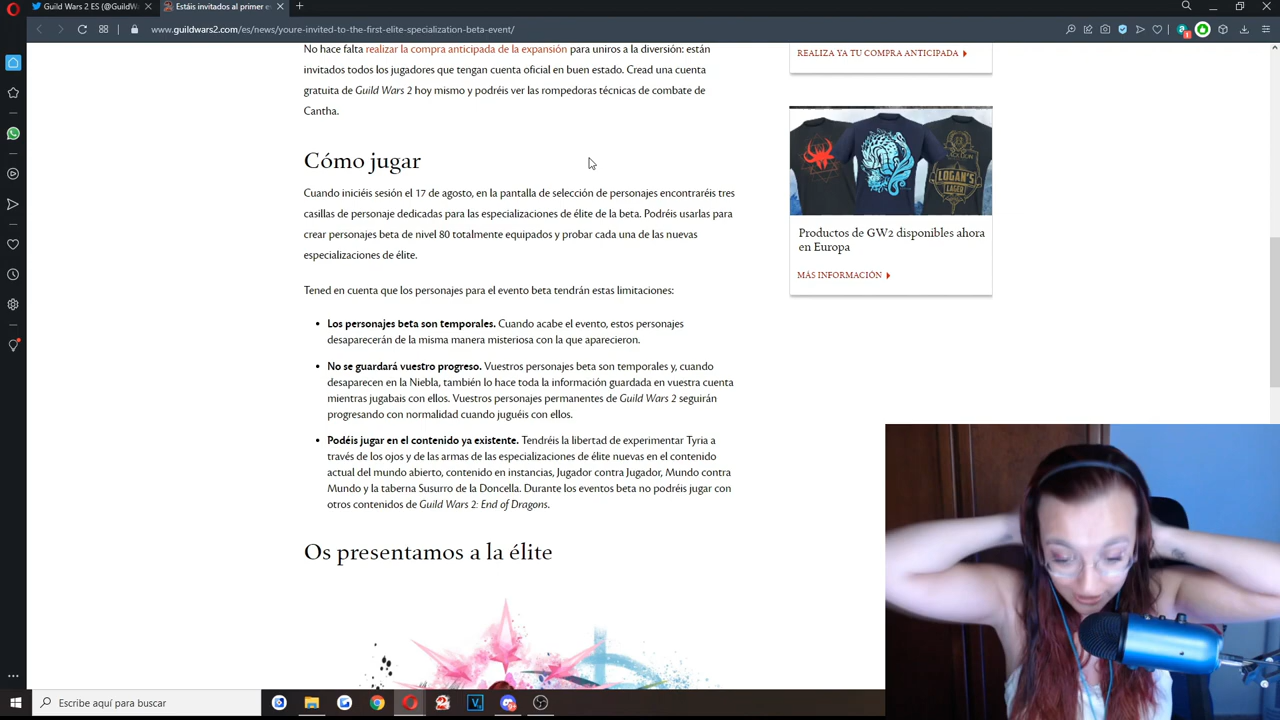 Guild Wars 2 ES (@GuildW
Estáis invitados al primer e
www.guildwars2.com/es/news/youre-invited-to-the-first-elite-specialization-beta-event/
No hace falta realizar la compra anticipada de la expansión para uniros a la diversión: están
invitados todos los jugadores que tengan cuenta oficial en buen estado. Cread una cuenta
gratuita de Guild Wars 2 hoy mismo y podréis ver las rompedoras técnicas de combate de
Cantha.
Cómo jugar
Cuando iniciéis sesión el 17 de agosto, en la pantalla de selección de personajes encontraréis tres
casillas de personaje dedicadas para las especializaciones de élite de la beta. Podréis usarlas para
crear personajes beta de nivel 80 totalmente equipados y probar cada una de las nuevas
especializaciones de élite.
Tened en cuenta que los personajes para el evento beta tendrán estas limitaciones:
• Los personajes beta son temporales. Cuando acabe el evento, estos personajes
desaparecerán de la misma manera misteriosa con la que aparecieron.
• No se guardará vuestro progreso. Vuestros personajes beta son temporales y, cuando
desaparecen en la Niebla, también lo hace toda la información guardada en vuestra cuenta
mientras jugabais con ellos. Vuestros personajes permanentes de Guild Wars 2 seguirán
progresando con normalidad cuando juguéis con ellos.
• Podéis jugar en el contenido ya existente. Tendréis la libertad de experimentar Tyria a
través de los ojos y de las armas de las especializaciones de élite nuevas en el contenido
actual del mundo abierto, contenido en instancias, Jugador contra Jugador, Mundo contra
Mundo y la taberna Susurro de la Doncella. Durante los eventos beta no podréis jugar con
otros contenidos de Guild Wars 2: End of Dragons.
Os presentamos a la élite
REALIZA YA TU COMPRA ANTICIPADA
LOGAN'S
LAGER
Productos de GW2 disponibles ahora
en Europa
MÁS INFORMACIÓN
Escribe aquí para buscar